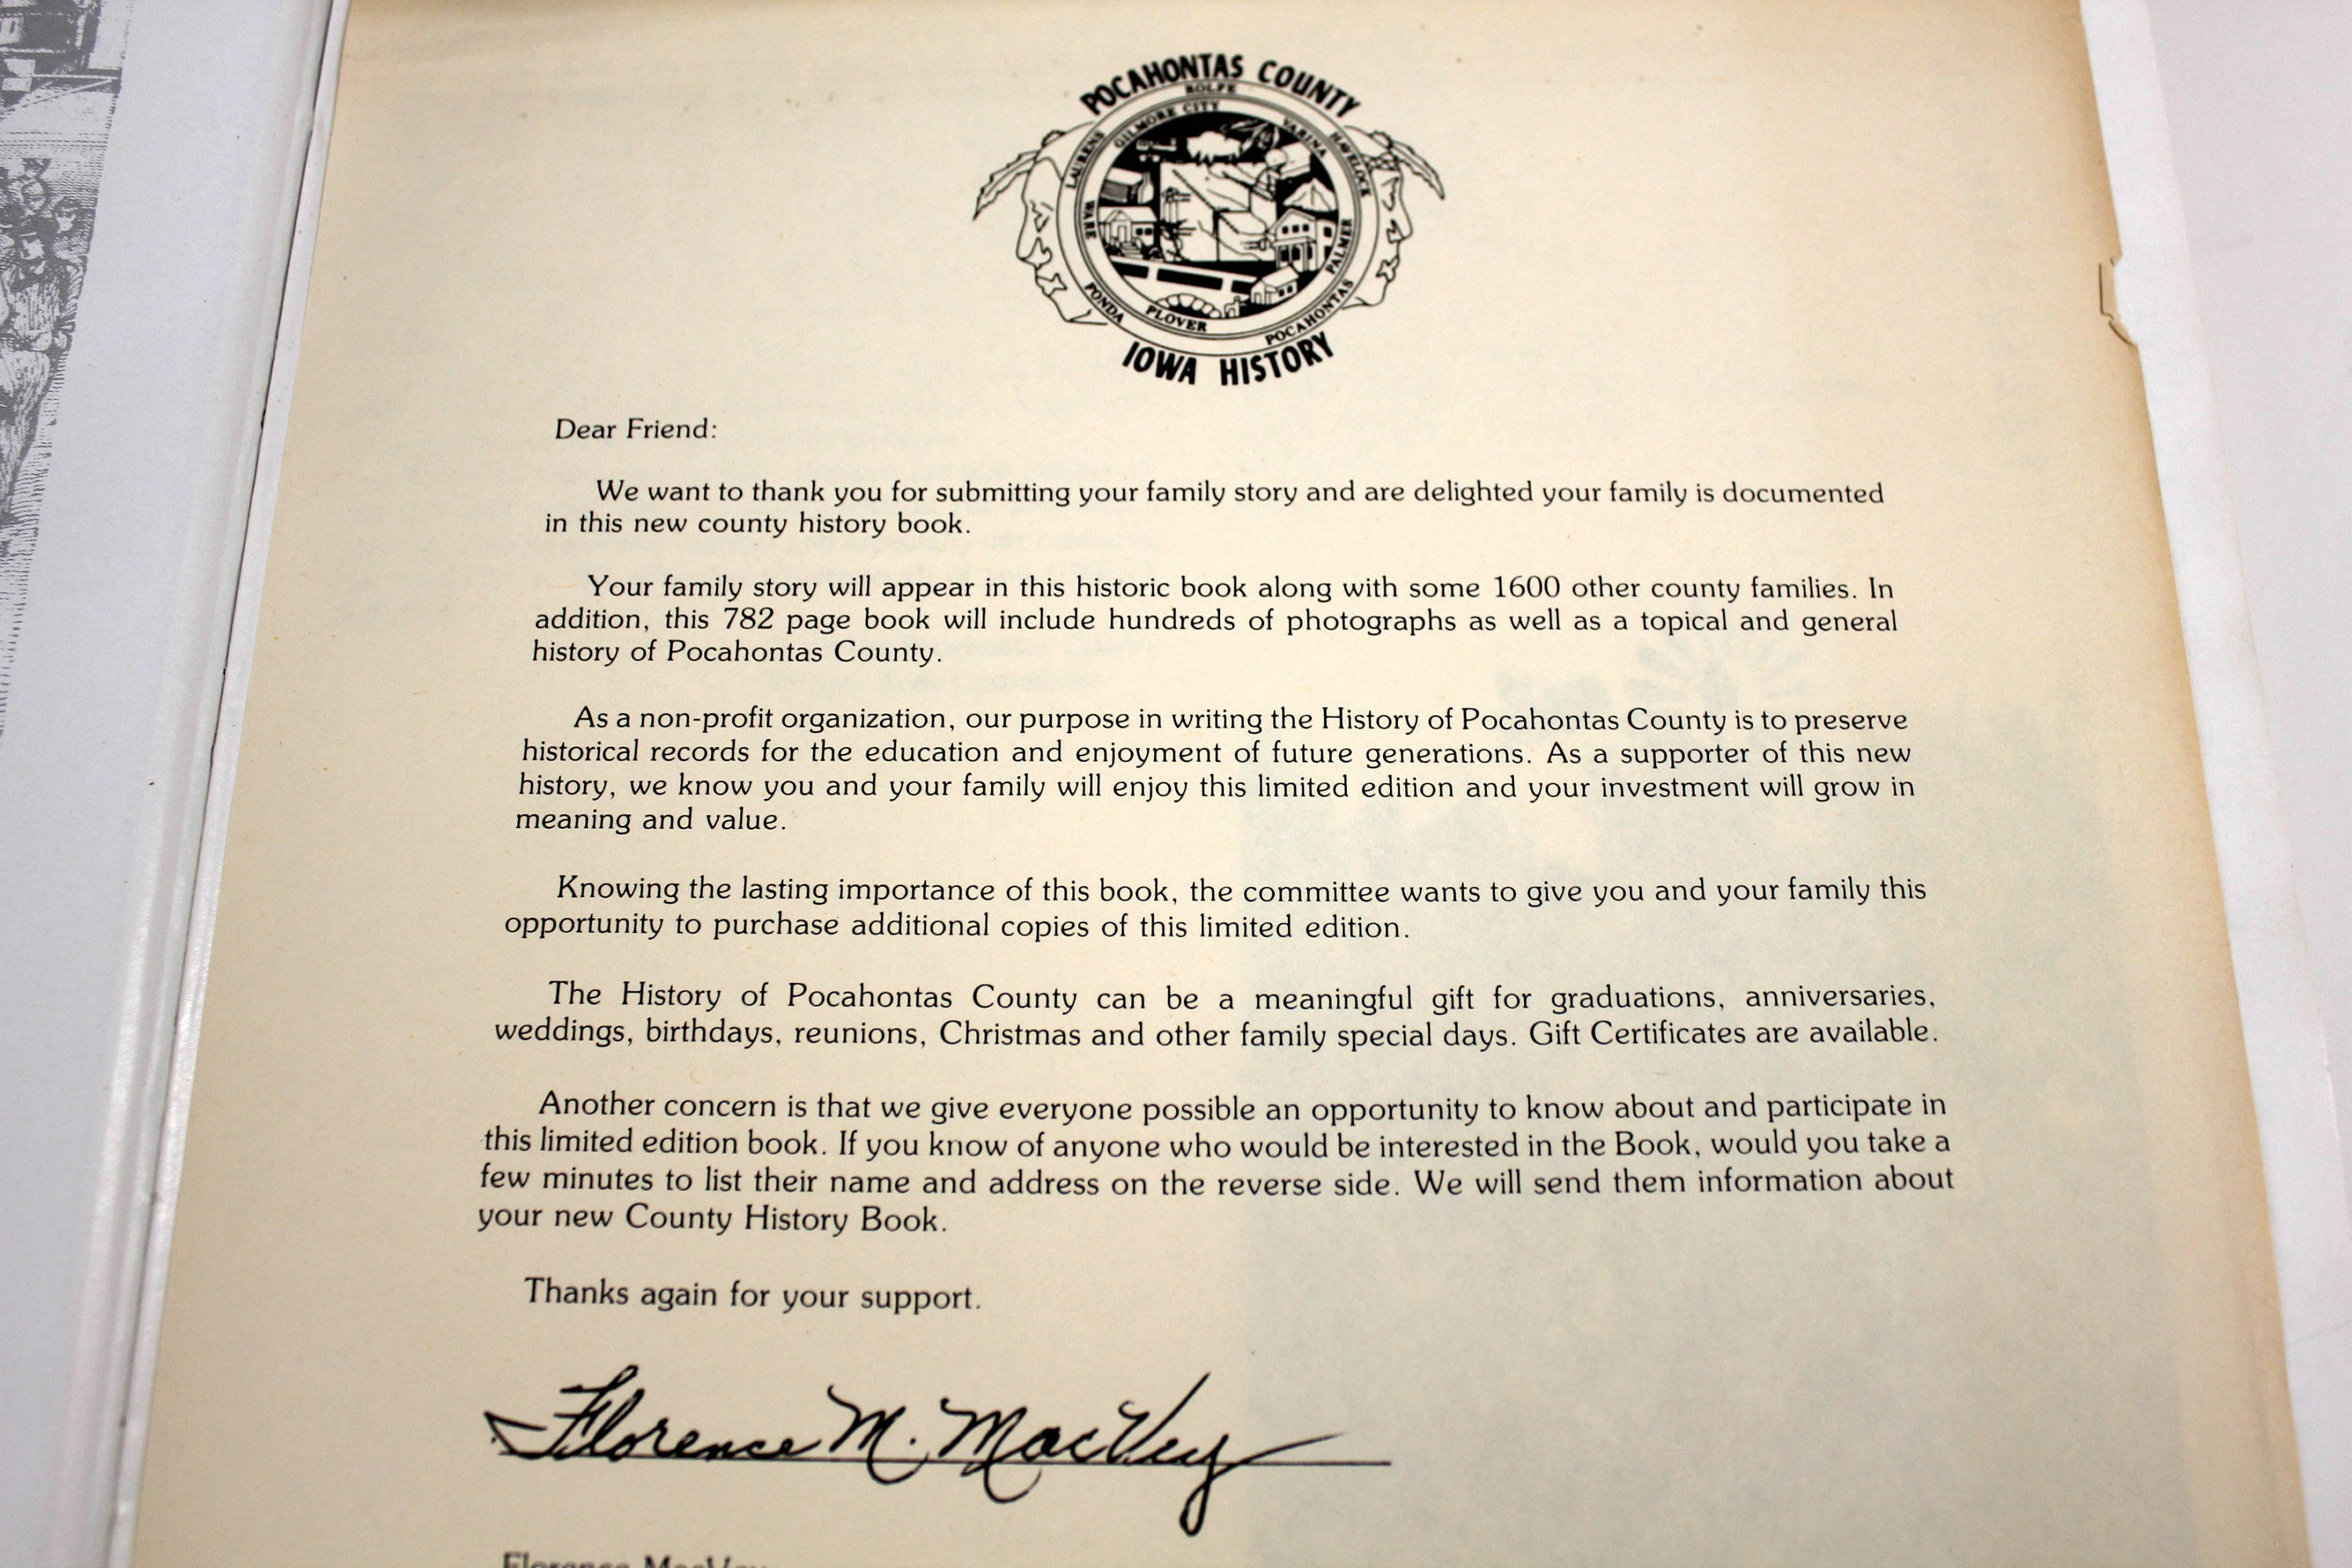 POCAHONTAS COUNTY
ROLFE
GILMORE CITY
LAURENS
VARINA
HAVELOCK
WARE
PALMER
FONDA
PLOVER
POCAHONTAS
IOWA HISTORY
Dear Friend:
We want to thank you for submitting your family story and are delighted your family is documented
in this new county history book.
Your family story will appear in this historic book along with some 1600 other county families. In
addition, this 782 page book will include hundreds of photographs as well as a topical and general
history of Pocahontas County.
As a non-profit organization, our purpose in writing the History of Pocahontas County is to preserve
historical records for the education and enjoyment of future generations. As a supporter of this new
history, we know you and your family will enjoy this limited edition and your investment will grow in
meaning and value.
Knowing the lasting importance of this book, the committee wants to give you and your family this
opportunity to purchase additional copies of this limited edition.
The History of Pocahontas County can be a meaningful gift for graduations, anniversaries,
weddings, birthdays, reunions, Christmas and other family special days. Gift Certificates are available.
Another concern is that we give everyone possible an opportunity to know about and participate in
this limited edition book. If you know of anyone who would be interested in the Book, would you take a
few minutes to list their name and address on the reverse side. We will send them information about
your new County History Book.
Thanks again for your support.
Florence M. MacVey
Florence MacVey